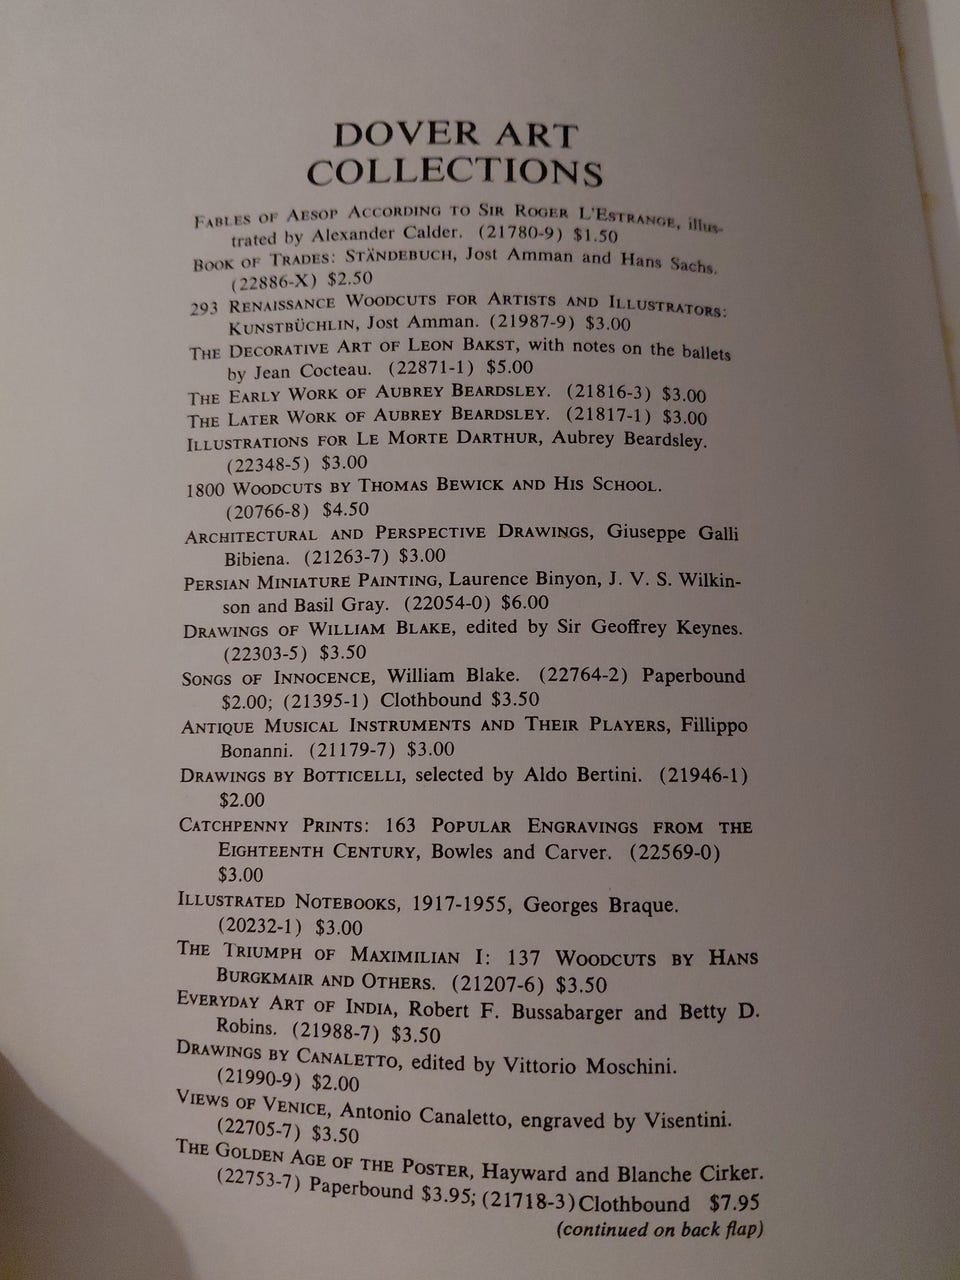 DOVER ART
COLLECTIONS
FABLES OF AESOP ACCORDING TO SIR ROGER L'ESTRANGE, illus-
trated by Alexander Calder. (21780-9) $1.50
BOOK OF TRADES: STÄNDEBUCH, Jost Amman and Hans Sachs.
(22886-X) $2.50
293 RENAISSANCE WOODCUTS FOR ARTISTS AND ILLUSTRATORS:
KUNSTBÜCHLIN, Jost Amman. (21987-9) $3.00
THE DECORATIVE ART OF LEON BAKST, with notes on the ballets
by Jean Cocteau. (22871-1) $5.00
THE EARLY WORK OF AUBREY BEARDSLEY. (21816-3) $3.00
THE LATER WORK OF AUBREY BEARDSLEY. (21817-1) $3.00
ILLUSTRATIONS FOR LE MORTE DARTHUR, Aubrey Beardsley.
(22348-5) $3.00
1800 WOODCUTS BY THOMAS BEWICK AND HIS SCHOOL.
(20766-8) $4.50
ARCHITECTURAL AND PERSPECTIVE DRAWINGS, Giuseppe Galli
Bibiena. (21263-7) $3.00
PERSIAN MINIATURE PAINTING, Laurence Binyon, J. V. S. Wilkin-
son and Basil Gray. (22054-0) $6.00
DRAWINGS OF WILLIAM BLAKE, edited by Sir Geoffrey Keynes.
(22303-5) $3.50
SONGS OF INNOCENCE, William Blake. (22764-2) Paperbound
$2.00; (21395-1) Clothbound $3.50
ANTIQUE MUSICAL INSTRUMENTS AND THEIR PLAYERS, Fillippo
Bonanni. (21179-7) $3.00
DRAWINGS BY BOTTICELLI, selected by Aldo Bertini. (21946-1)
$2.00
CATCHPENNY PRINTS: 163 POPULAR ENGRAVINGS FROM THE
EIGHTEENTH CENTURY, Bowles and Carver. (22569-0)
$3.00
ILLUSTRATED NOTEBOOKS, 1917-1955, Georges Braque.
(20232-1) $3.00
THE TRIUMPH OF MAXIMILIAN I: 137 WOODCUTS BY HANS
BURGKMAIR AND OTHERS. (21207-6) $3.50
EVERYDAY ART OF INDIA, Robert F. Bussabarger and Betty D.
Robins. (21988-7) $3.50
DRAWINGS BY CANALETTO, edited by Vittorio Moschini.
(21990-9) $2.00
VIEWS OF VENICE, Antonio Canaletto, engraved by Visentini.
(22705-7) $3.50
THE GOLDEN AGE OF THE POSTER, Hayward and Blanche Cirker.
(22753-7) Paperbound $3.95; (21718-3) Clothbound $7.95
(continued on back flap)